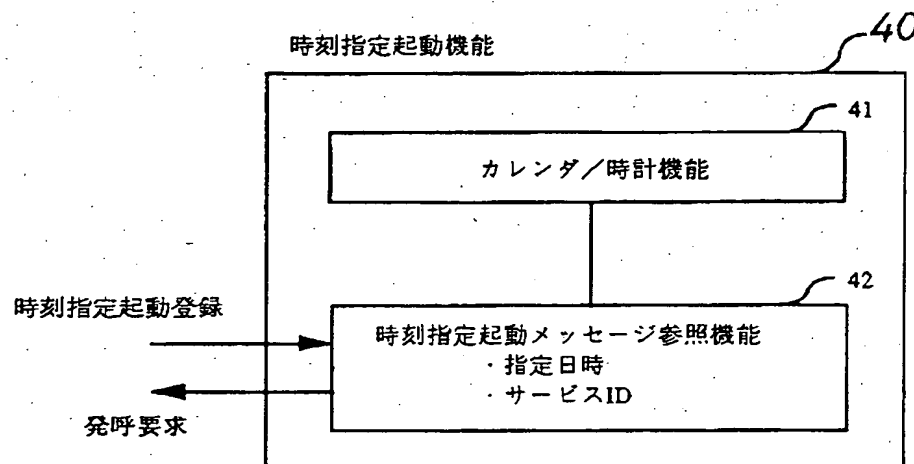 時刻指定起動機能
40
41
カレンダ/時計機能
42
時刻指定起動登録
時刻指定起動メッセージ参照機能
・指定日時
・サービスID
発呼要求